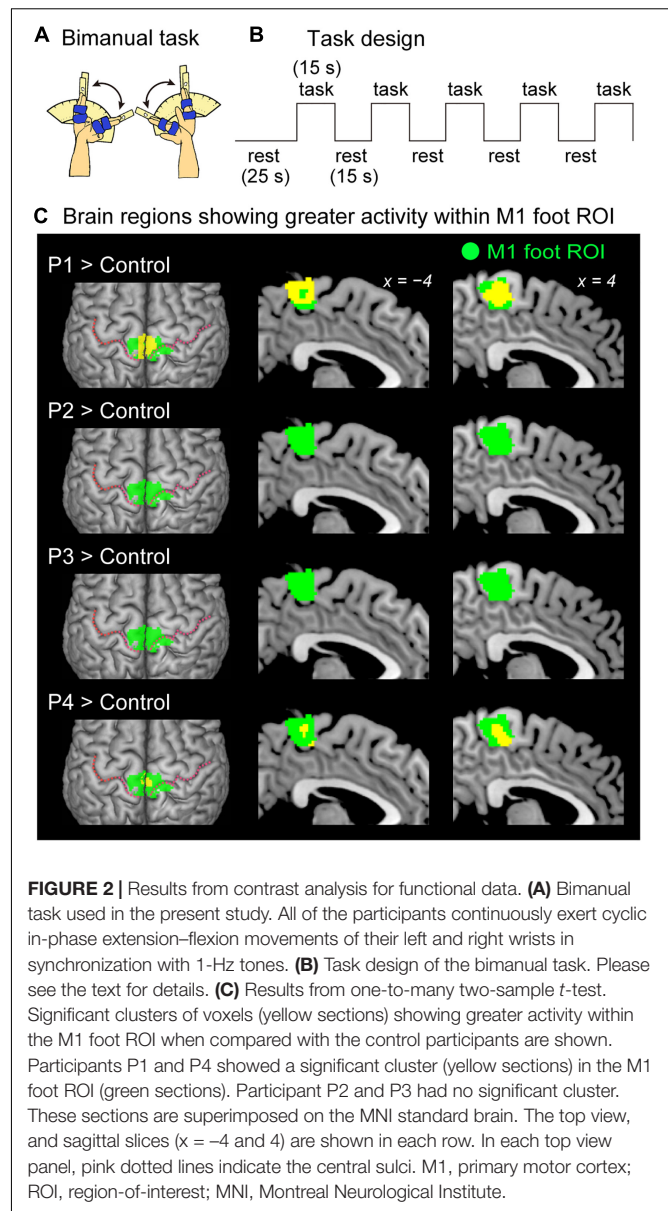 A Bimanual task
B Task design
(15 s)
task task task task task
rest rest rest rest rest
(25 s) (15 s)
C Brain regions showing greater activity within M1 foot ROI
M1 foot ROI
P1 > Control
x = −4
x = 4
P2 > Control
P3 > Control
P4 > Control
FIGURE 2 | Results from contrast analysis for functional data. (A) Bimanual
task used in the present study. All of the participants continuously exert cyclic
in-phase extension–flexion movements of their left and right wrists in
synchronization with 1-Hz tones. (B) Task design of the bimanual task. Please
see the text for details. (C) Results from one-to-many two-sample t-test.
Significant clusters of voxels (yellow sections) showing greater activity within
the M1 foot ROI when compared with the control participants are shown.
Participants P1 and P4 showed a significant cluster (yellow sections) in the M1
foot ROI (green sections). Participant P2 and P3 had no significant cluster.
These sections are superimposed on the MNI standard brain. The top view,
and sagittal slices (x = –4 and 4) are shown in each row. In each top view
panel, pink dotted lines indicate the central sulci. M1, primary motor cortex;
ROI, region-of-interest; MNI, Montreal Neurological Institute.